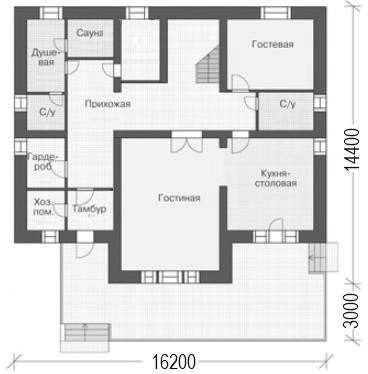 Сауна
Душе-
вая
Гостевая
С/у
Прихожая
С/у
Гарде-
роб
Кухня-
столовая
Гостиная
Хоз.
пом.
Тамбур
14400
3000
16200